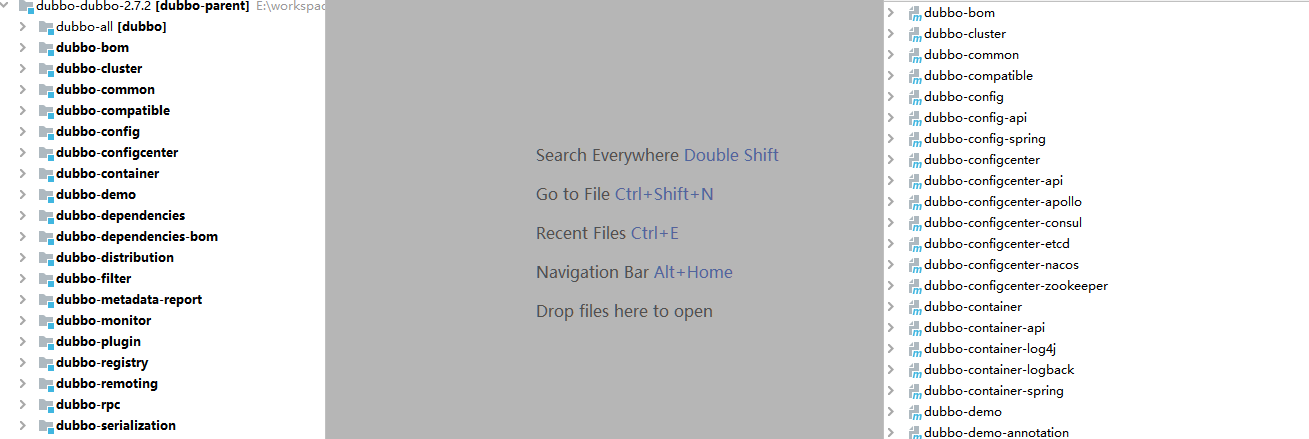 dubbo-dubbo-2.7.2 [dubbo-parent] E:\workspac
dubbo-all [dubbo]
dubbo-bom
dubbo-cluster
dubbo-common
dubbo-compatible
dubbo-config
dubbo-configcenter
dubbo-container
dubbo-demo
dubbo-dependencies
dubbo-dependencies-bom
dubbo-distribution
dubbo-filter
dubbo-metadata-report
dubbo-monitor
dubbo-plugin
dubbo-registry
dubbo-remoting
dubbo-rpc
dubbo-serialization
Search Everywhere Double Shift
Go to File Ctrl+Shift+N
Recent Files Ctrl+E
Navigation Bar Alt+Home
Drop files here to open
dubbo-bom
dubbo-cluster
dubbo-common
dubbo-compatible
dubbo-config
dubbo-config-api
dubbo-config-spring
dubbo-configcenter
dubbo-configcenter-api
dubbo-configcenter-apollo
dubbo-configcenter-consul
dubbo-configcenter-etcd
dubbo-configcenter-nacos
dubbo-configcenter-zookeeper
dubbo-container
dubbo-container-api
dubbo-container-log4j
dubbo-container-logback
dubbo-container-spring
dubbo-demo
dubbo-demo-annotation